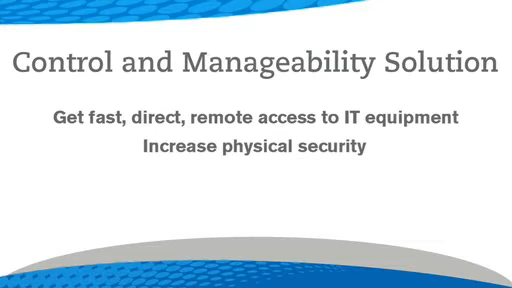 Control and Manageability Solution
Get fast, direct, remote access to IT equipment
Increase physical security